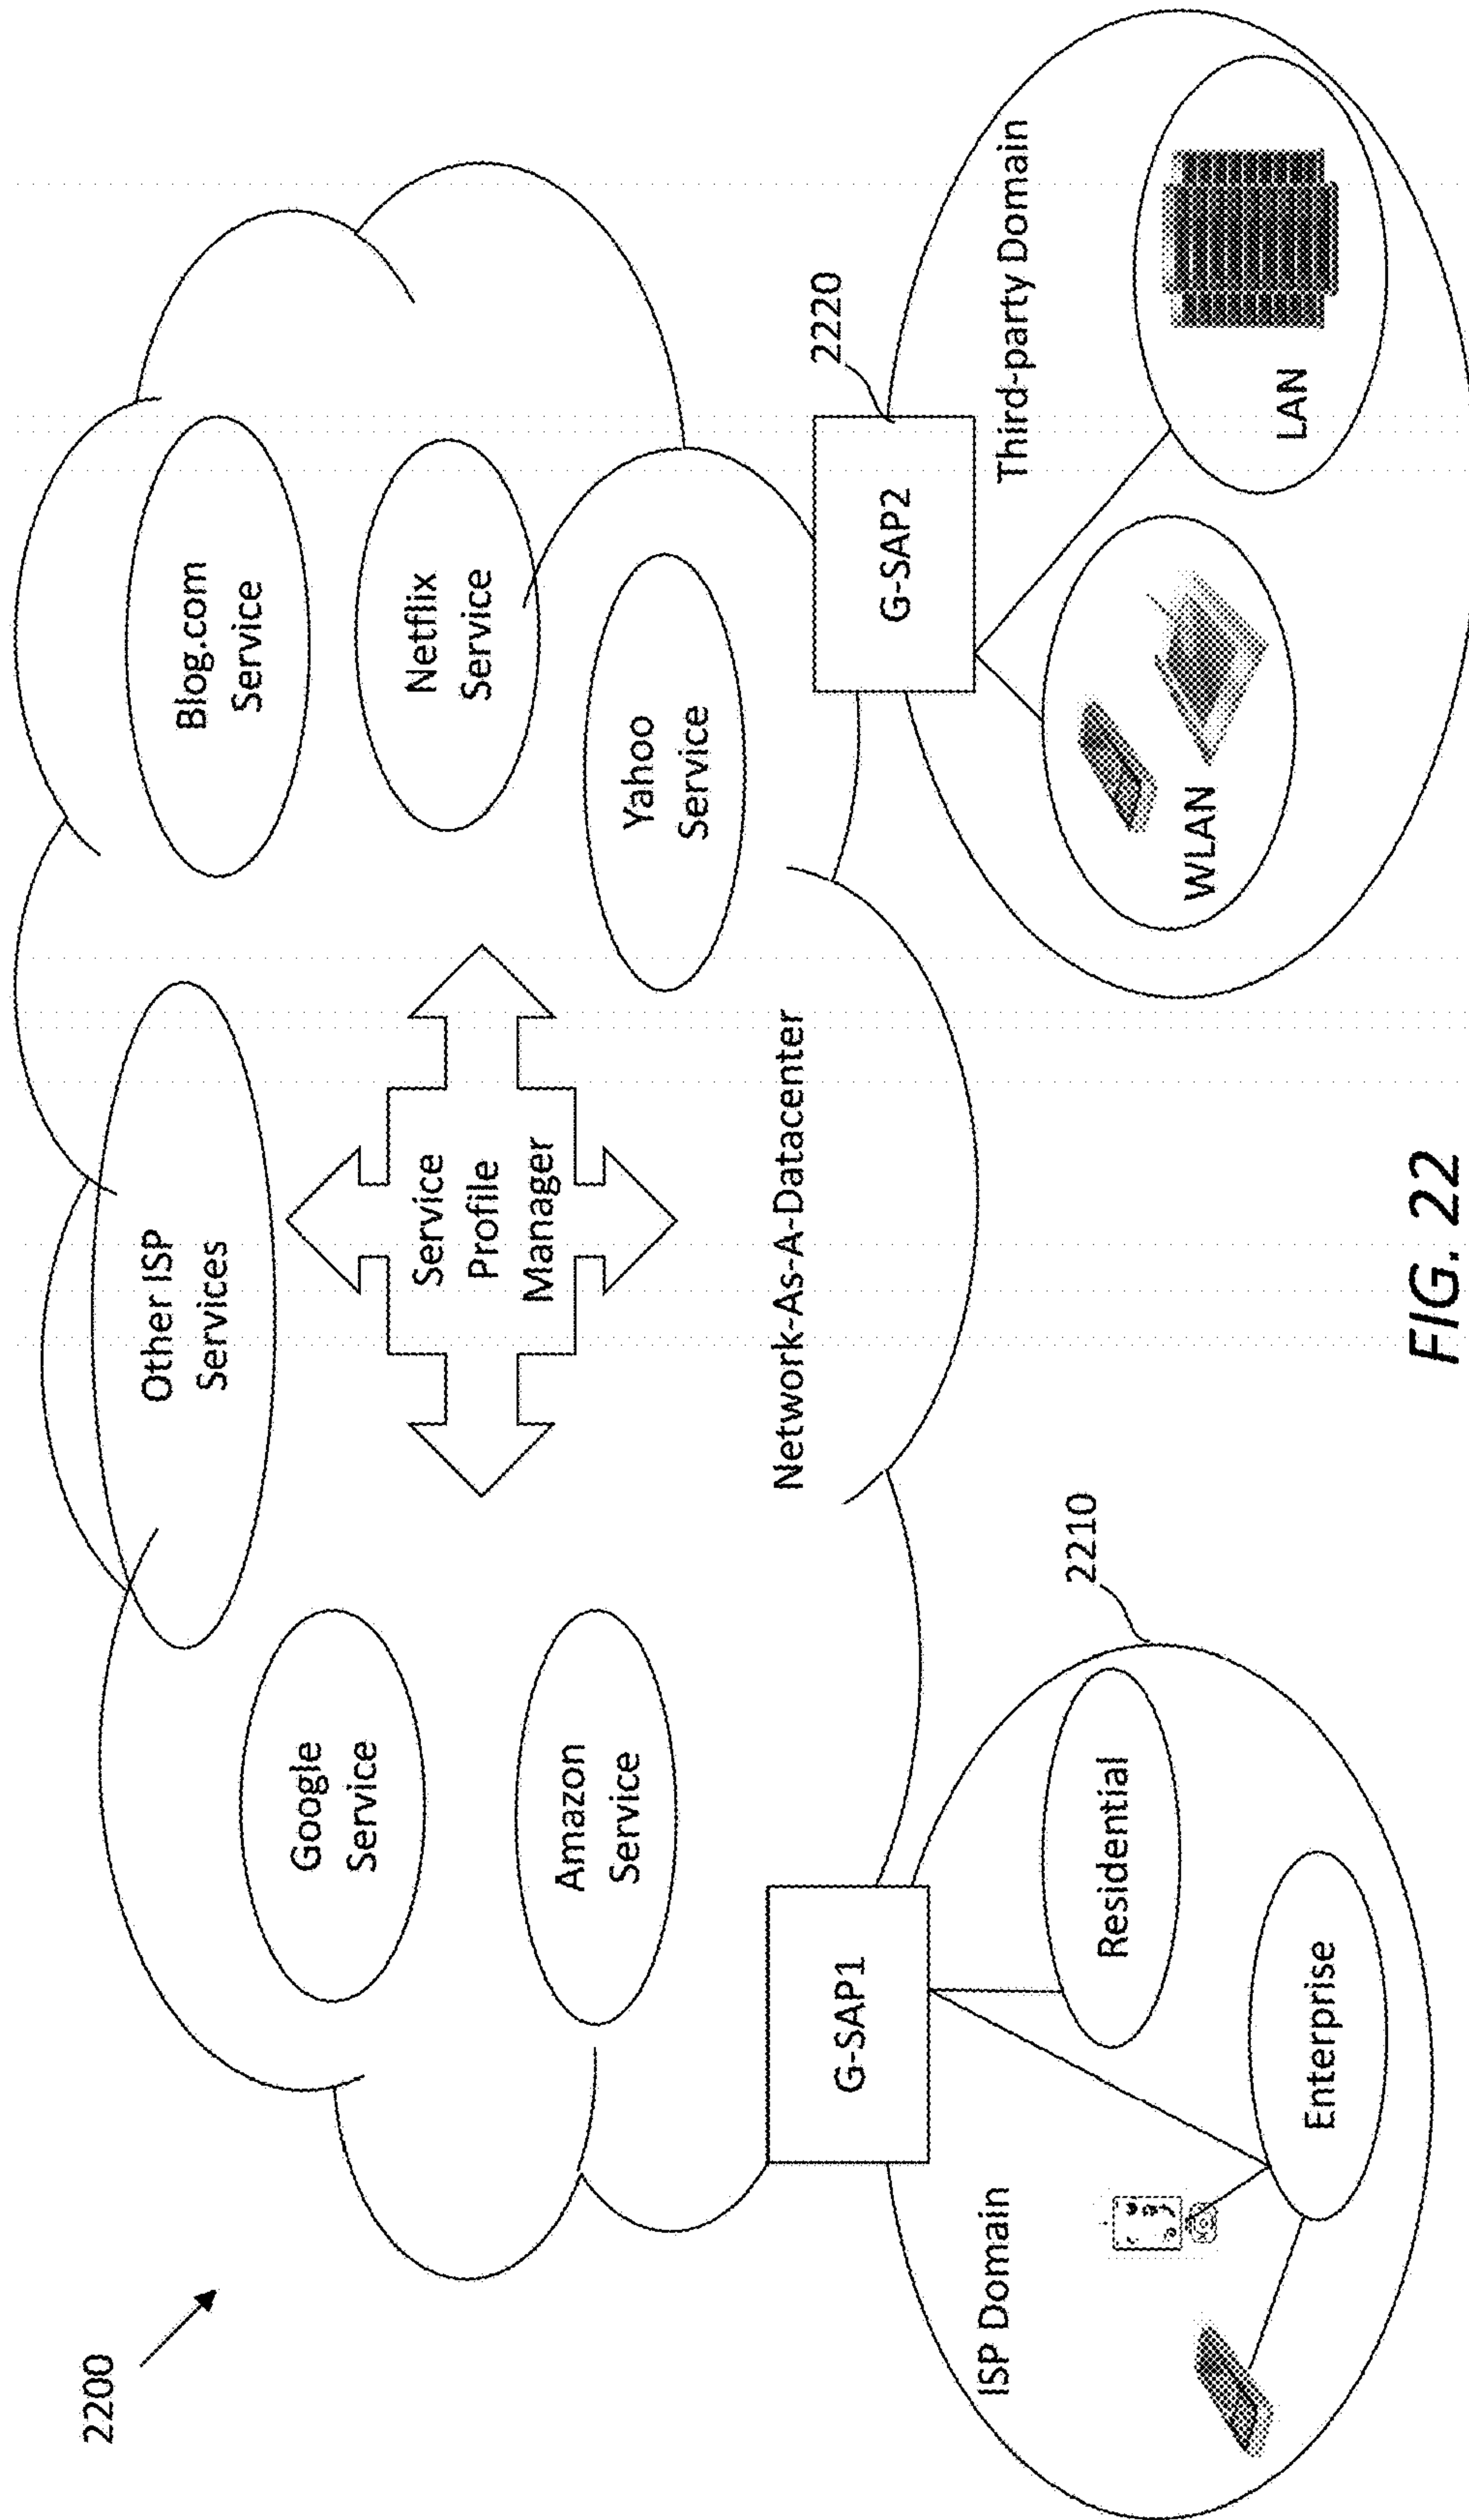 2200
Other ISP
Services
Blog.com
Service
Google
Service
Netflix
Service
Service
Profile
Manager
Amazon
Service
Yahoo
Service
Network-As-A-Datacenter
G-SAP1
G-SAP2
2220
ISP Domain
2210
Third-party Domain
Residential
Enterprise
WLAN
LAN
FIG. 22